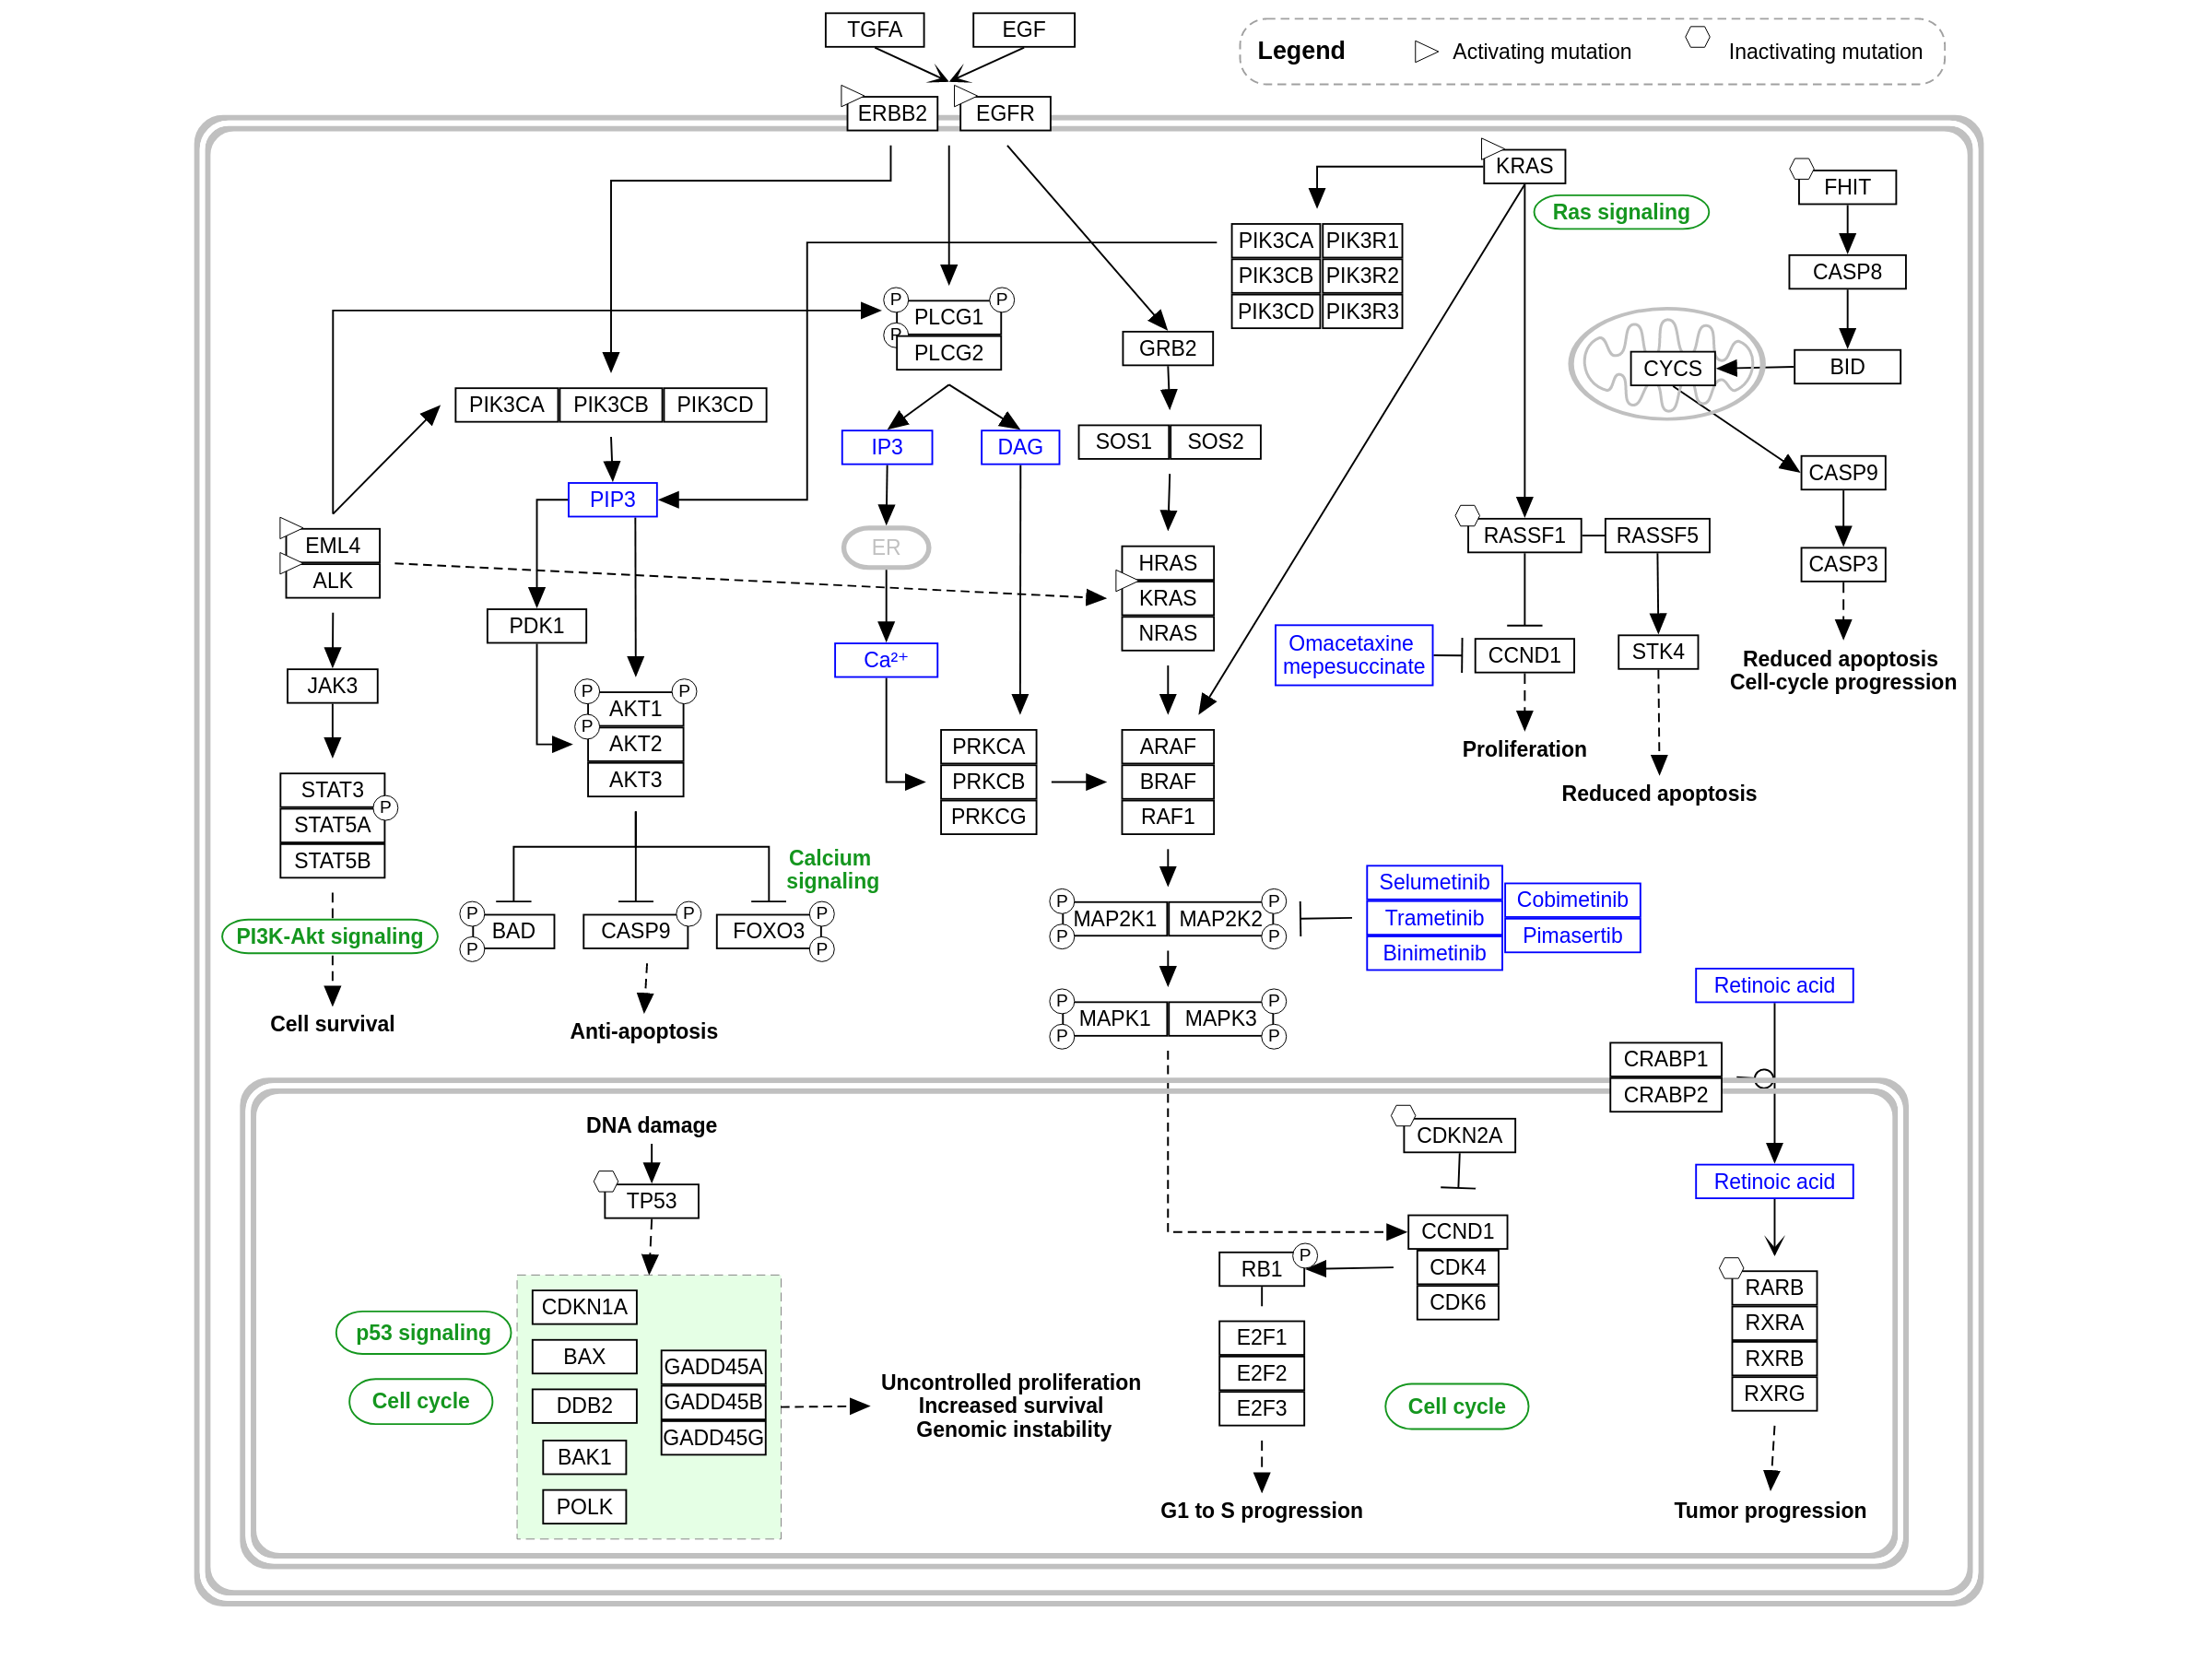 TGFA
EGF
Legend
Activating mutation
Inactivating mutation
ERBB2
EGFR
KRAS
FHIT
Ras signaling
PIK3CA
PIK3R1
CASP8
PIK3CB
PIK3R2
PIK3CD
PIK3R3
P
P
PLCG1
P
PLCG2
GRB2
CYCS
BID
PIK3CA
PIK3CB
PIK3CD
IP3
DAG
SOS1
SOS2
CASP9
PIP3
EML4
ALK
ER
HRAS
KRAS
NRAS
RASSF1
RASSF5
CASP3
PDK1
Omacetaxine
mepesuccinate
CCND1
STK4
Ca²⁺
Reduced apoptosis
Cell-cycle progression
JAK3
P
P
AKT1
P
AKT2
AKT3
PRKCA
PRKCB
PRKCG
ARAF
BRAF
RAF1
Proliferation
Reduced apoptosis
STAT3
P
STAT5A
STAT5B
Calcium
signaling
Selumetinib
Trametinib
Binimetinib
Cobimetinib
Pimasertib
P
P
MAP2K1
MAP2K2
P
P
PI3K-Akt signaling
P
BAD
P
CASP9
P
FOXO3
P
P
Retinoic acid
Cell survival
Anti-apoptosis
P
P
MAPK1
MAPK3
P
P
CRABP1
CRABP2
DNA damage
CDKN2A
TP53
Retinoic acid
CCND1
CDK4
CDK6
P
RB1
RARB
RXRA
RXRB
RXRG
CDKN1A
p53 signaling
BAX
GADD45A
GADD45B
GADD45G
Cell cycle
DDB2
BAK1
POLK
Uncontrolled proliferation
Increased survival
Genomic instability
E2F1
E2F2
E2F3
Cell cycle
G1 to S progression
Tumor progression